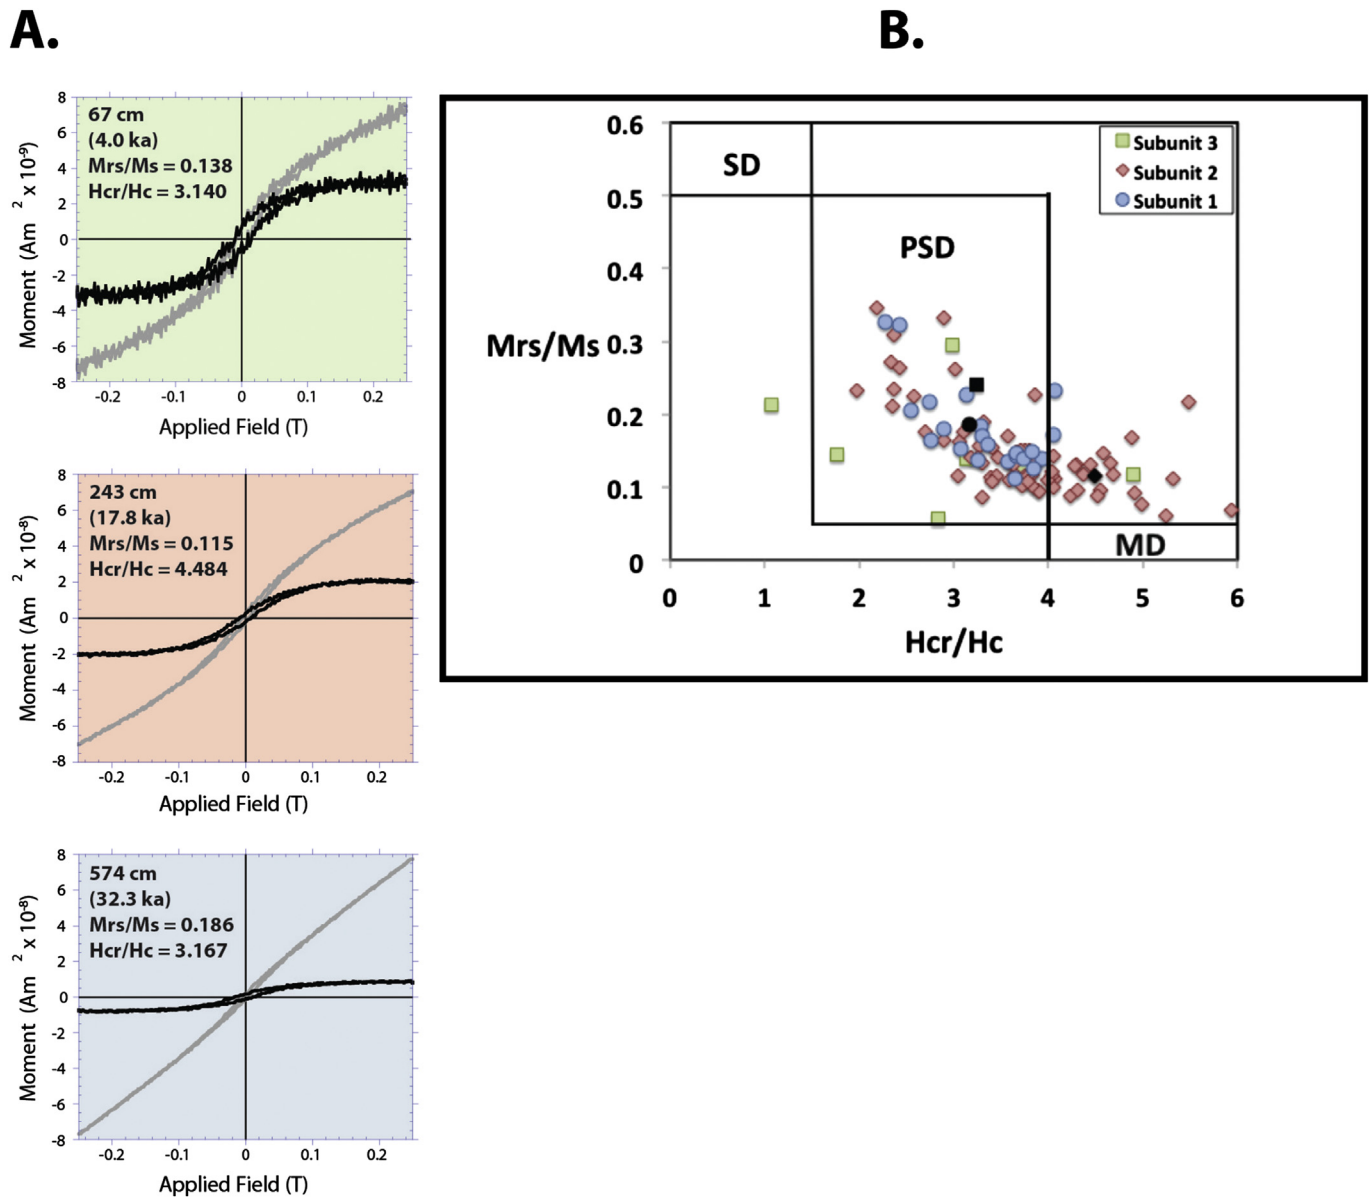 A.
B.
8
6
4
2
0
-2
-4
-6
-8
Moment (Am 2 x 10-9)
67 cm
(4.0 ka)
Mrs/Ms = 0.138
Hcr/Hc = 3.140
-0.2 -0.1 0 0.1 0.2
Applied Field (T)
8
6
4
2
0
-2
-4
-6
-8
Moment (Am 2 x 10-8)
243 cm
(17.8 ka)
Mrs/Ms = 0.115
Hcr/Hc = 4.484
-0.2 -0.1 0 0.1 0.2
Applied Field (T)
8
6
4
2
0
-2
-4
-6
-8
Moment (Am 2 x 10-8)
574 cm
(32.3 ka)
Mrs/Ms = 0.186
Hcr/Hc = 3.167
-0.2 -0.1 0 0.1 0.2
Applied Field (T)
0.6
0.5
0.4
0.3
0.2
0.1
0
Mrs/Ms
SD
PSD
MD
Subunit 3
Subunit 2
Subunit 1
0 1 2 3 4 5 6
Hcr/Hc